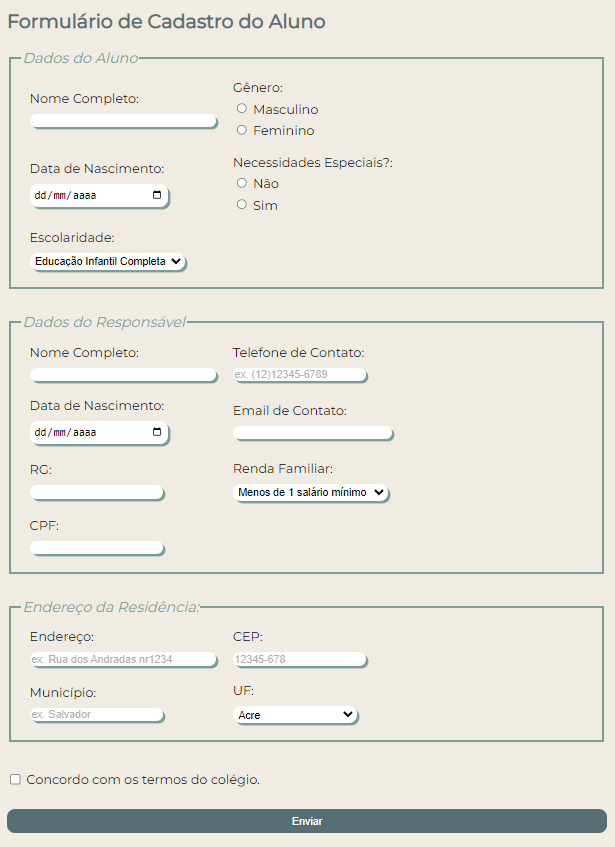 Formulário de Cadastro do Aluno
Dados do Aluno
Nome Completo:
Gênero:
Masculino
Feminino
Data de Nascimento:
dd/mm/aaaa
Necessidades Especiais?:
Não
Sim
Escolaridade:
Educação Infantil Completa
Dados do Responsável
Nome Completo:
Telefone de Contato:
ex. (12)12345-6789
Data de Nascimento:
dd/mm/aaaa
Email de Contato:
RG:
Renda Familiar:
Menos de 1 salário mínimo
CPF:
Endereço da Residência:
Endereço:
ex. Rua dos Andradas nr1234
CEP:
12345-678
Município:
ex. Salvador
UF:
Acre
Concordo com os termos do colégio.
Enviar